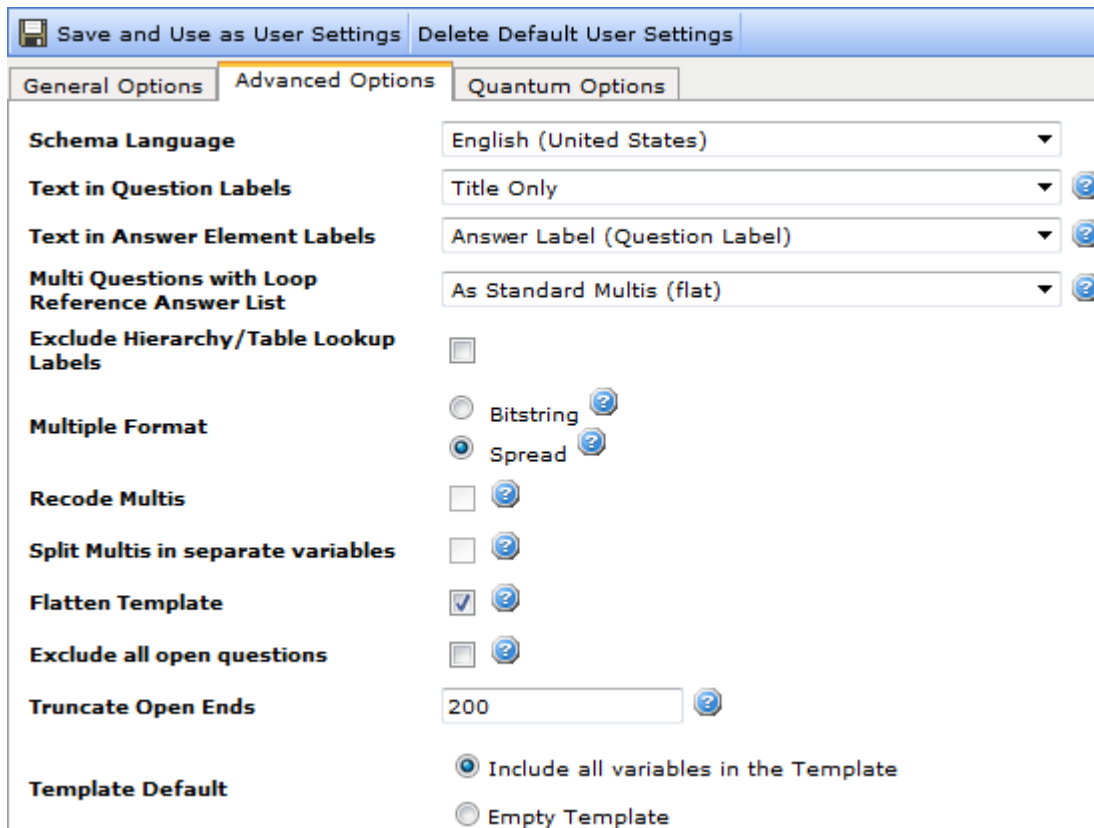 Save and Use as User Settings Delete Default User Settings
General Options Advanced Options Quantum Options
Schema Language English (United States)
Text in Question Labels Title Only
Text in Answer Element Labels Answer Label (Question Label)
Multi Questions with Loop
Reference Answer List As Standard Multis (flat)
Exclude Hierarchy/Table Lookup
Labels
Multiple Format
Bitstring
Spread
Recode Multis
Split Multis in separate variables
Flatten Template
Exclude all open questions
Truncate Open Ends 200
Template Default
Include all variables in the Template
Empty Template